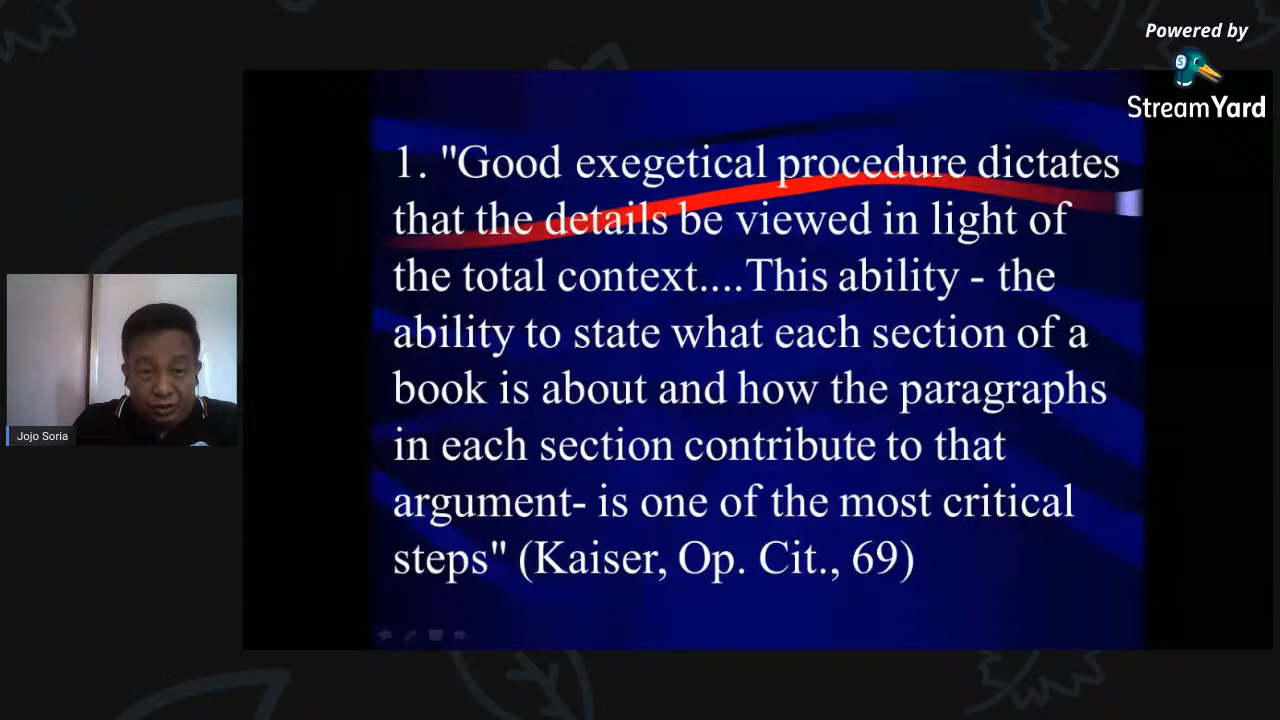 Powered by
StreamYard
1. "Good exegetical procedure dictates
that the details be viewed in light of
the total context....This ability - the
ability to state what each section of a
book is about and how the paragraphs
in each section contribute to that
argument- is one of the most critical
steps" (Kaiser, Op. Cit., 69)
Jojo Soria